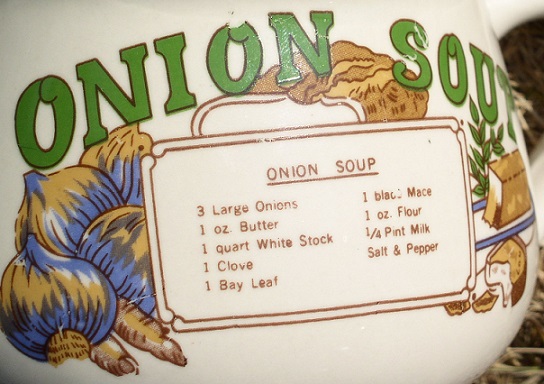 ONION SOUP
ONION SOUP
3 Large Onions
1 oz. Butter
1 quart White Stock
1 Clove
1 Bay Leaf
1 blade Mace
1 oz. Flour
1/4 Pint Milk
Salt & Pepper